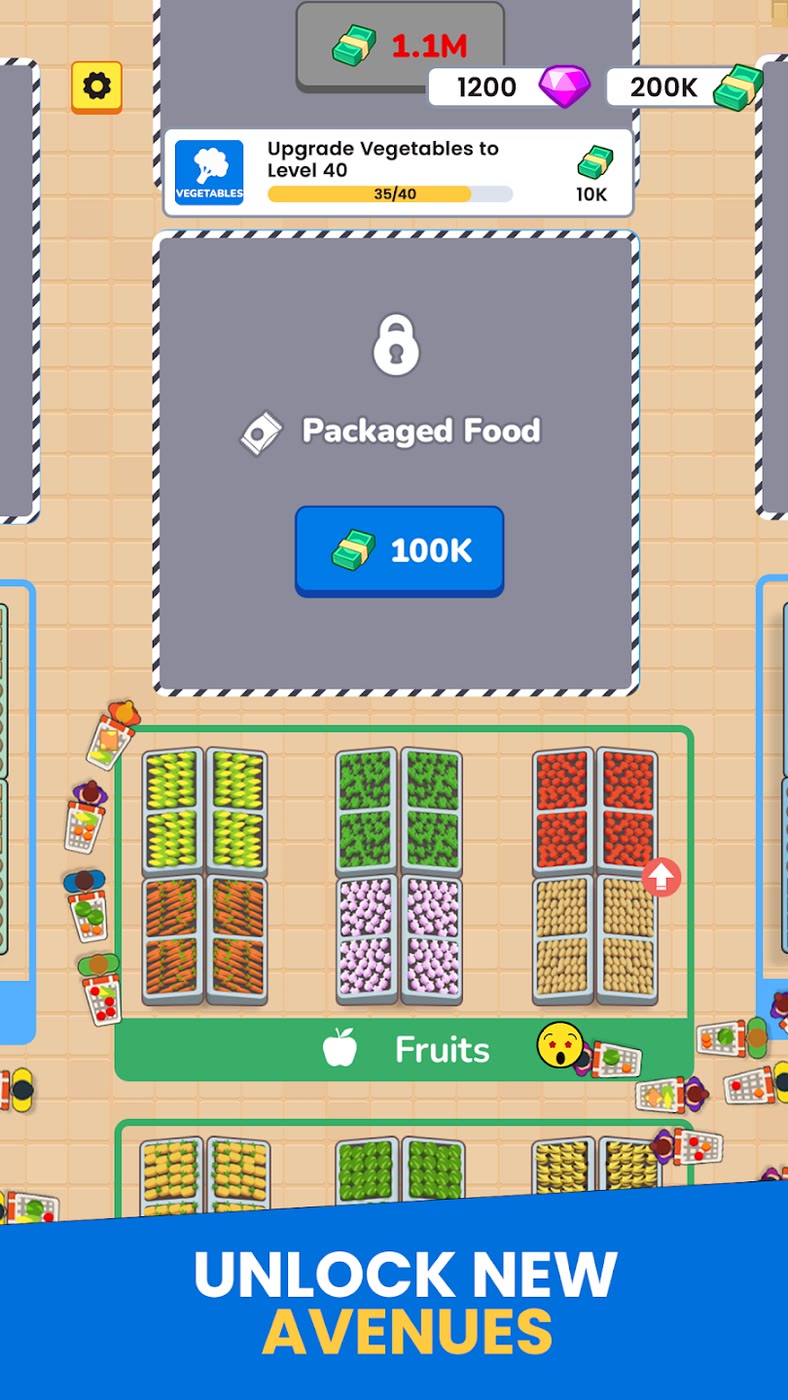 1.1M
1200
200K
Upgrade Vegetables to
Level 40
VEGETABLES
35/40
10K
Packaged Food
100K
Fruits
UNLOCK NEW
AVENUES